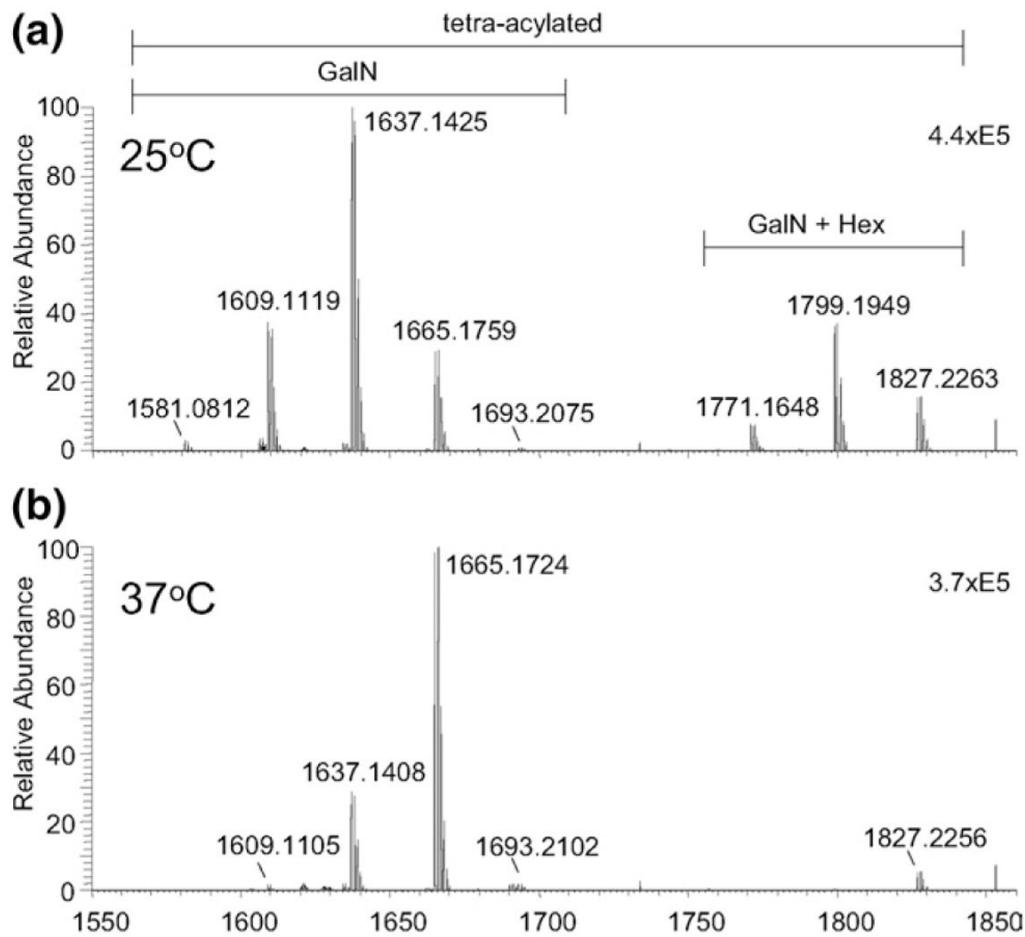 (a)
tetra-acylated
GalN
100
1637.1425
4.4xE5
25°C
80
Relative Abundance
60
GalN + Hex
40
1609.1119
1799.1949
1665.1759
20
1827.2263
1581.0812
1693.2075
1771.1648
0
(b)
100
1665.1724
3.7xE5
37°C
80
Relative Abundance
60
40
1637.1408
20
1609.1105
1693.2102
1827.2256
0
1550 1600 1650 1700 1750 1800 1850